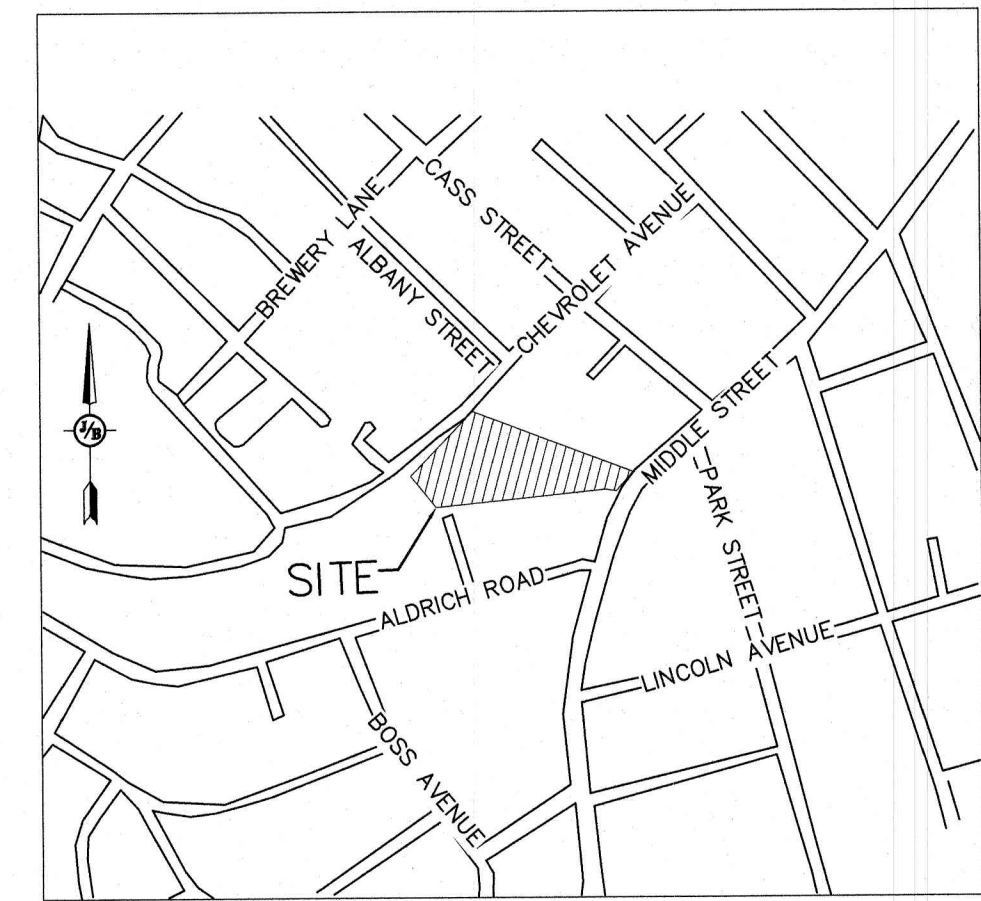 CASS STREET
BREWERY LANE
ALBANY STREET
CHEVROLET AVENUE
J/B
MIDDLE STREET
PARK STREET
SITE
ALDRICH ROAD
LINCOLN AVENUE
BOSS AVENUE